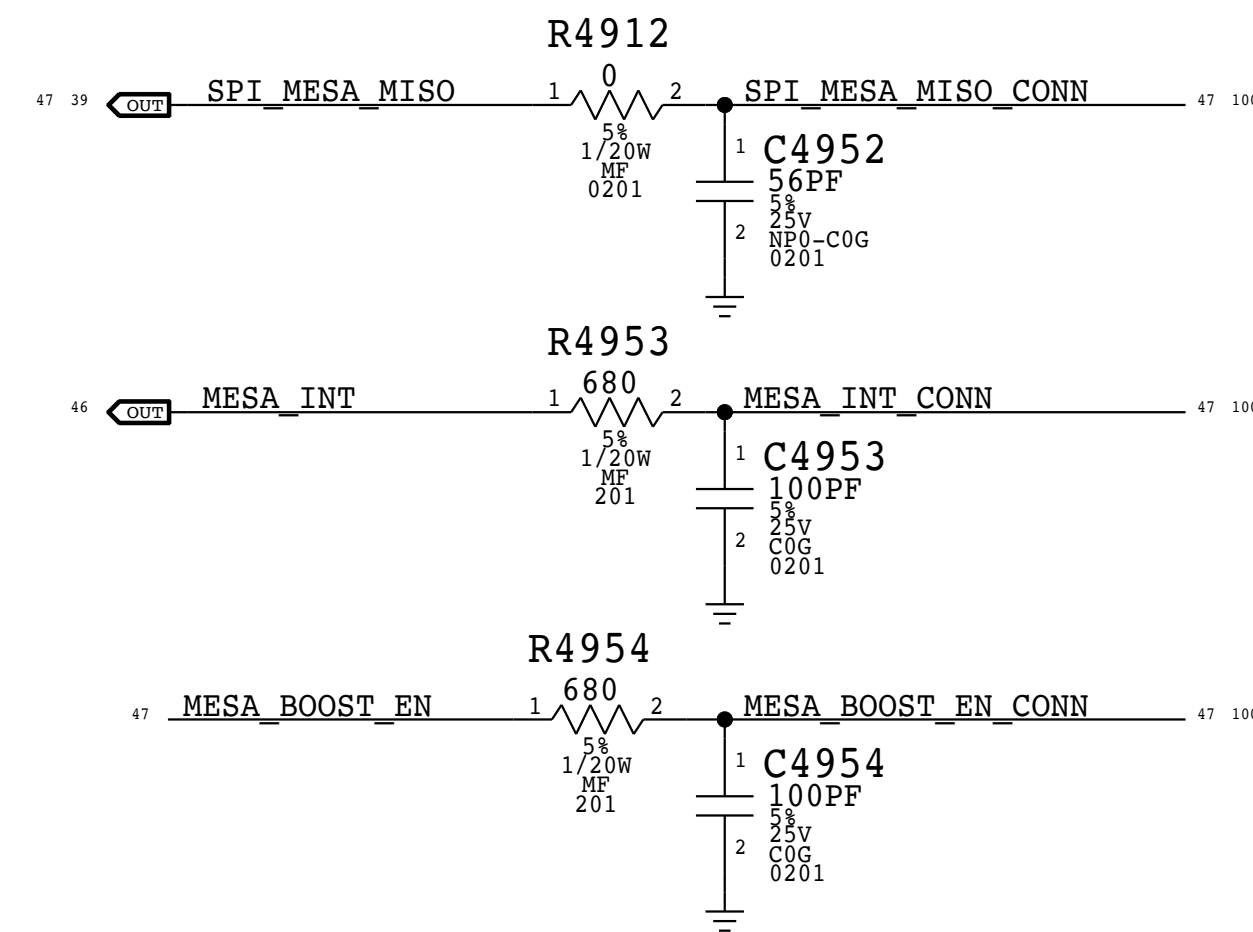 R4912
0
47 39 OUT SPI_MESA_MISO 1 2 SPI_MESA_MISO_CONN 47 100
5%
1/20W
MF
0201
1 C4952
56PF
5%
25V
2 NP0-C0G
0201
R4953
680
46 OUT MESA_INT 1 2 MESA_INT_CONN 47 100
5%
1/20W
MF
201
1 C4953
100PF
5%
25V
2 C0G
0201
R4954
680
47 MESA_BOOST_EN 1 2 MESA_BOOST_EN_CONN 47 100
5%
1/20W
MF
201
1 C4954
100PF
5%
25V
2 C0G
0201